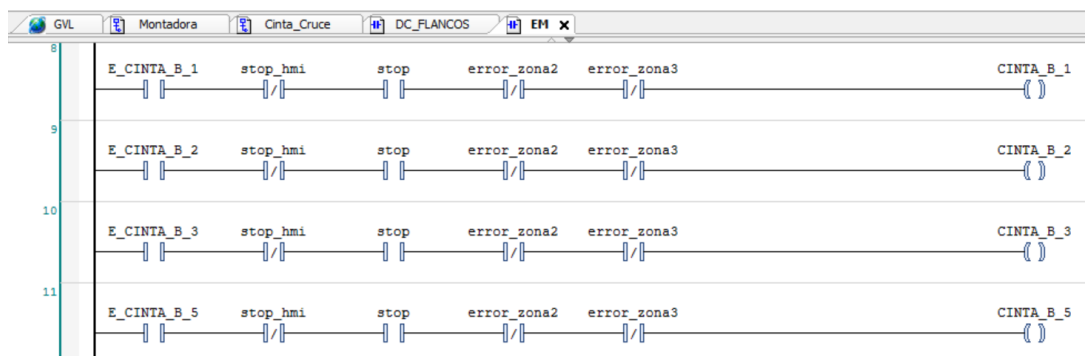 GVL Montadora Cinta_Cruce DC_FLANCOS EM
8
E_CINTA_B_1 stop_hmi stop error_zona2 error_zona3 CINTA_B_1
9
E_CINTA_B_2 stop_hmi stop error_zona2 error_zona3 CINTA_B_2
10
E_CINTA_B_3 stop_hmi stop error_zona2 error_zona3 CINTA_B_3
11
E_CINTA_B_5 stop_hmi stop error_zona2 error_zona3 CINTA_B_5